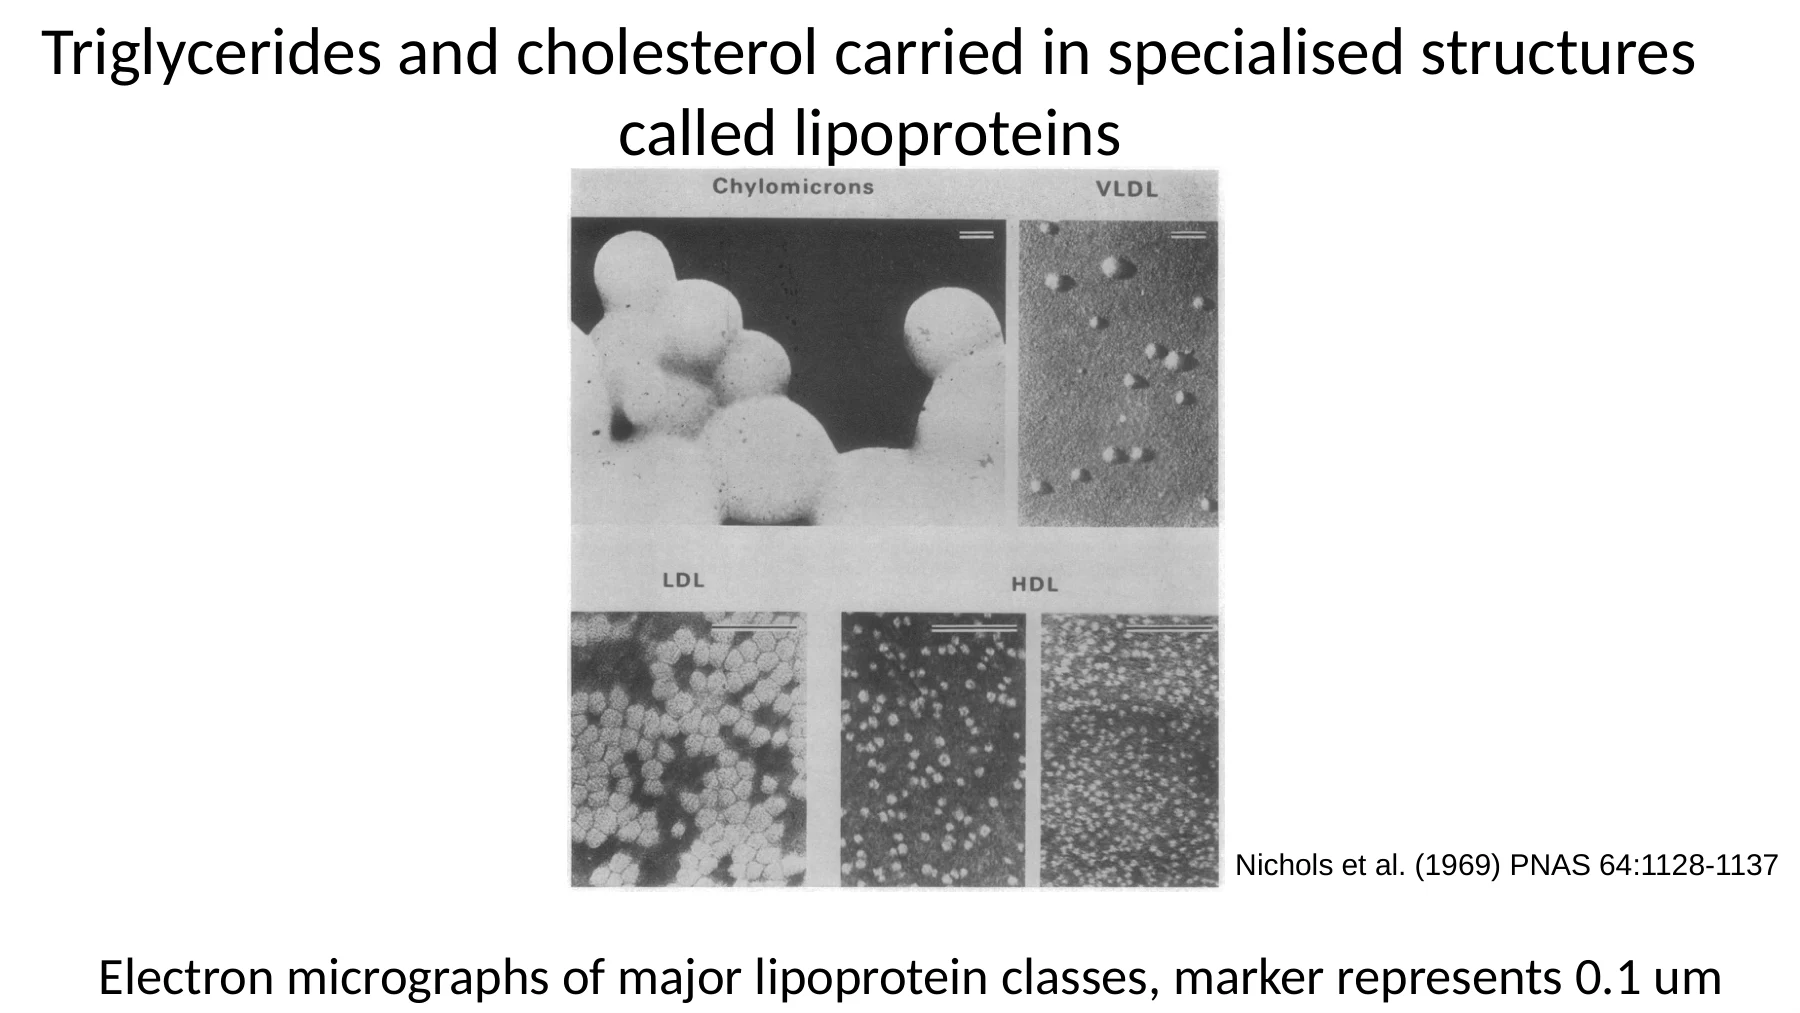 Triglycerides and cholesterol carried in specialised structures
called lipoproteins
Chylomicrons
VLDL
LDL
HDL
Nichols et al. (1969) PNAS 64:1128-1137
Electron micrographs of major lipoprotein classes, marker represents 0.1 um